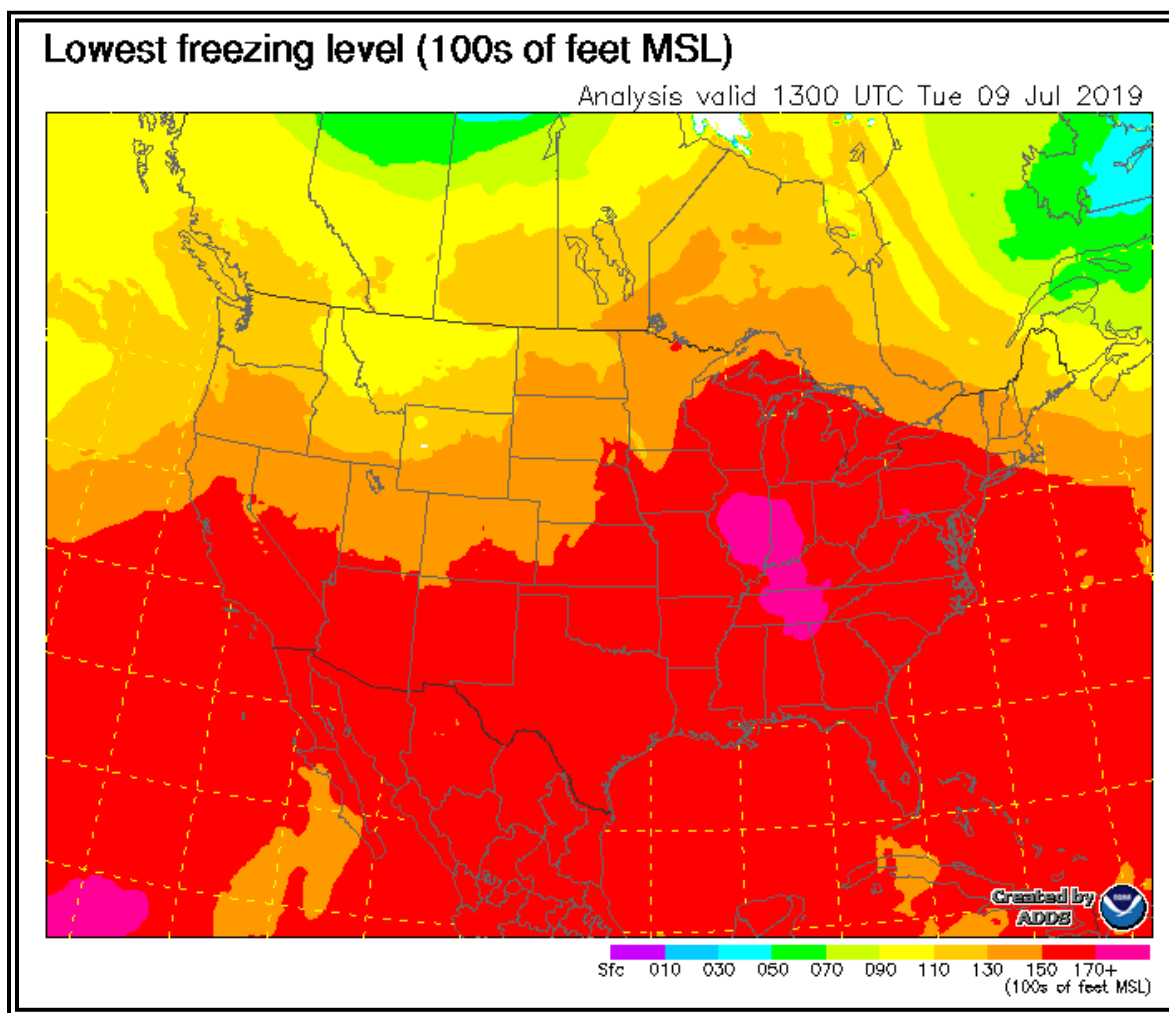 Lowest freezing level (100s of feet MSL)
Analysis valid 1300 UTC Tue 09 Jul 2019
Created by
ADDS
Sfc 010 030 050 070 090 110 130 150 170+
(100s of feet MSL)